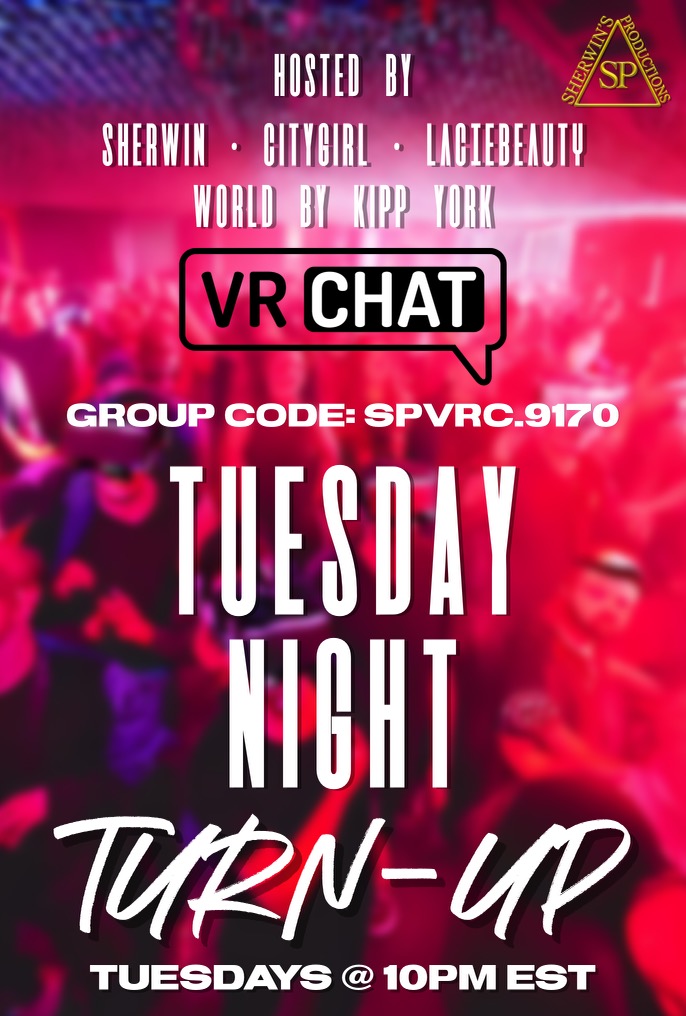 SHERWIN'S PRODUCTIONS
SP
HOSTED BY
SHERWIN · CITYGIRL · LACIEBEAUTY
WORLD BY KIPP YORK
VR CHAT
GROUP CODE: SPVRC.9170
TUESDAY
NIGHT
TURN-UP
TUESDAYS @ 10PM EST